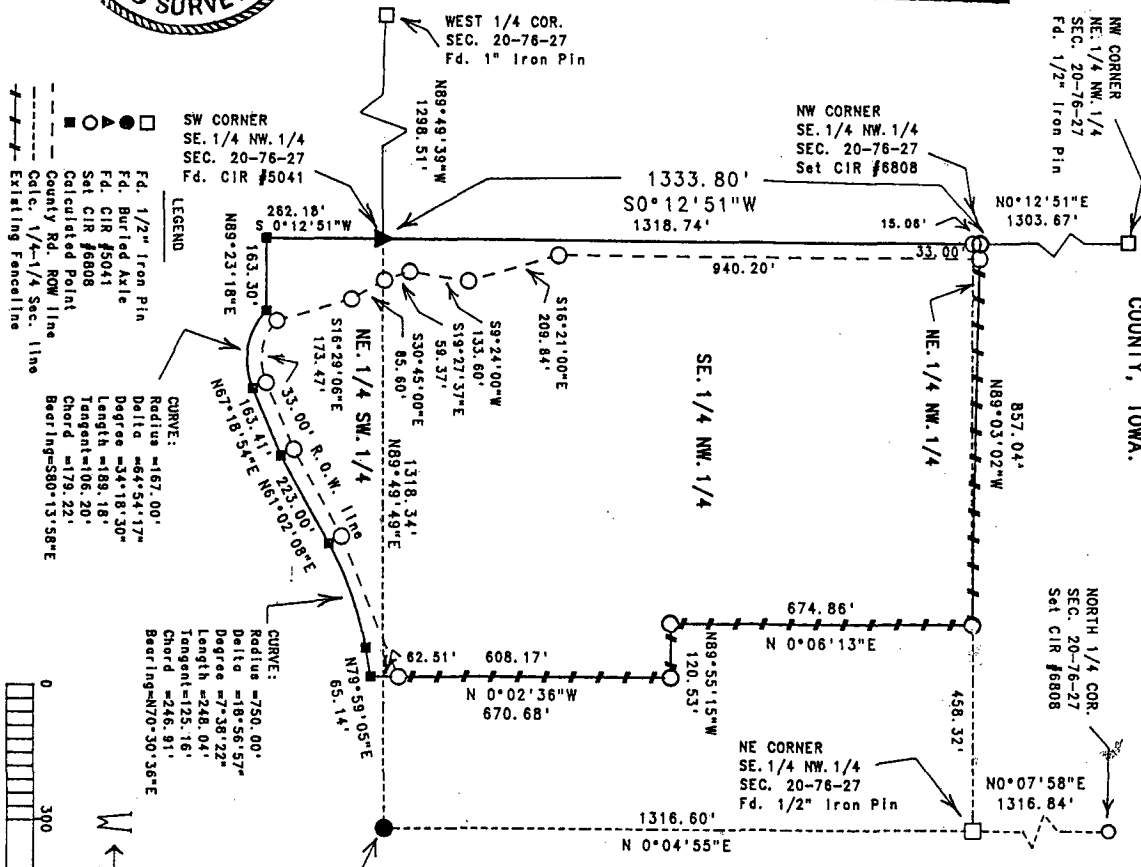 SURVEY
WEST 1/4 COR.
SEC. 20-76-27
Fd. 1" Iron Pin
N89°49'39"W
1298.51'
NW CORNER
NE.1/4 NW.1/4
SEC. 20-76-27
Fd. 1/2" Iron Pin
COUNTY, IOWA.
NW CORNER
SE.1/4 NW.1/4
SEC. 20-76-27
Set CIR #6808
N0°12'51"E
1303.67'
SW CORNER
SE.1/4 NW.1/4
SEC. 20-76-27
Fd. CIR #5041
1333.80'
S0°12'51"W
1318.74'
15.06'
33.00'
262.18'
S 0°12'51"W
940.20'
N89°23'18"E
163.30'
S16°21'00"E
209.84'
S9°24'00"W
133.60'
S19°27'37"E
59.37'
S30°45'00"E
85.60'
S16°29'06"E
173.47'
NE. 1/4 SW. 1/4
SE. 1/4 NW. 1/4
NE. 1/4 NW. 1/4
857.04'
N89°03'02"W
33.00' R.O.W. line
N67°18'54"E
163.41'
223.00'
N61°02'08"E
1318.34'
N89°49'49"E
LEGEND
Fd. 1/2" Iron Pin
Fd. Buried Axle
Fd. CIR #5041
Set CIR #6808
Calculated Point
County Rd. ROW line
Calc. 1/4-1/4 Sec. line
Existing Fenceline
CURVE:
Radius =167.00'
Delta =64°54'17"
Degree =34°18'30"
Length =189.18'
Tangent=106.20'
Chord =179.22'
Bearing=S80°13'58"E
CURVE:
Radius =750.00'
Delta =18°56'57"
Degree =7°38'22"
Length =248.04'
Tangent=125.16'
Chord =246.91'
Bearing=N70°30'36"E
N79°59'05"E
65.14'
62.51'
608.17'
N 0°02'36"W
670.68'
N89°55'15"W
120.53'
674.86'
N 0°06'13"E
458.32'
NORTH 1/4 COR.
SEC. 20-76-27
Set CIR #6808
NE CORNER
SE.1/4 NW.1/4
SEC. 20-76-27
Fd. 1/2" Iron Pin
N0°07'58"E
1316.84'
1316.60'
N 0°04'55"E
0
300